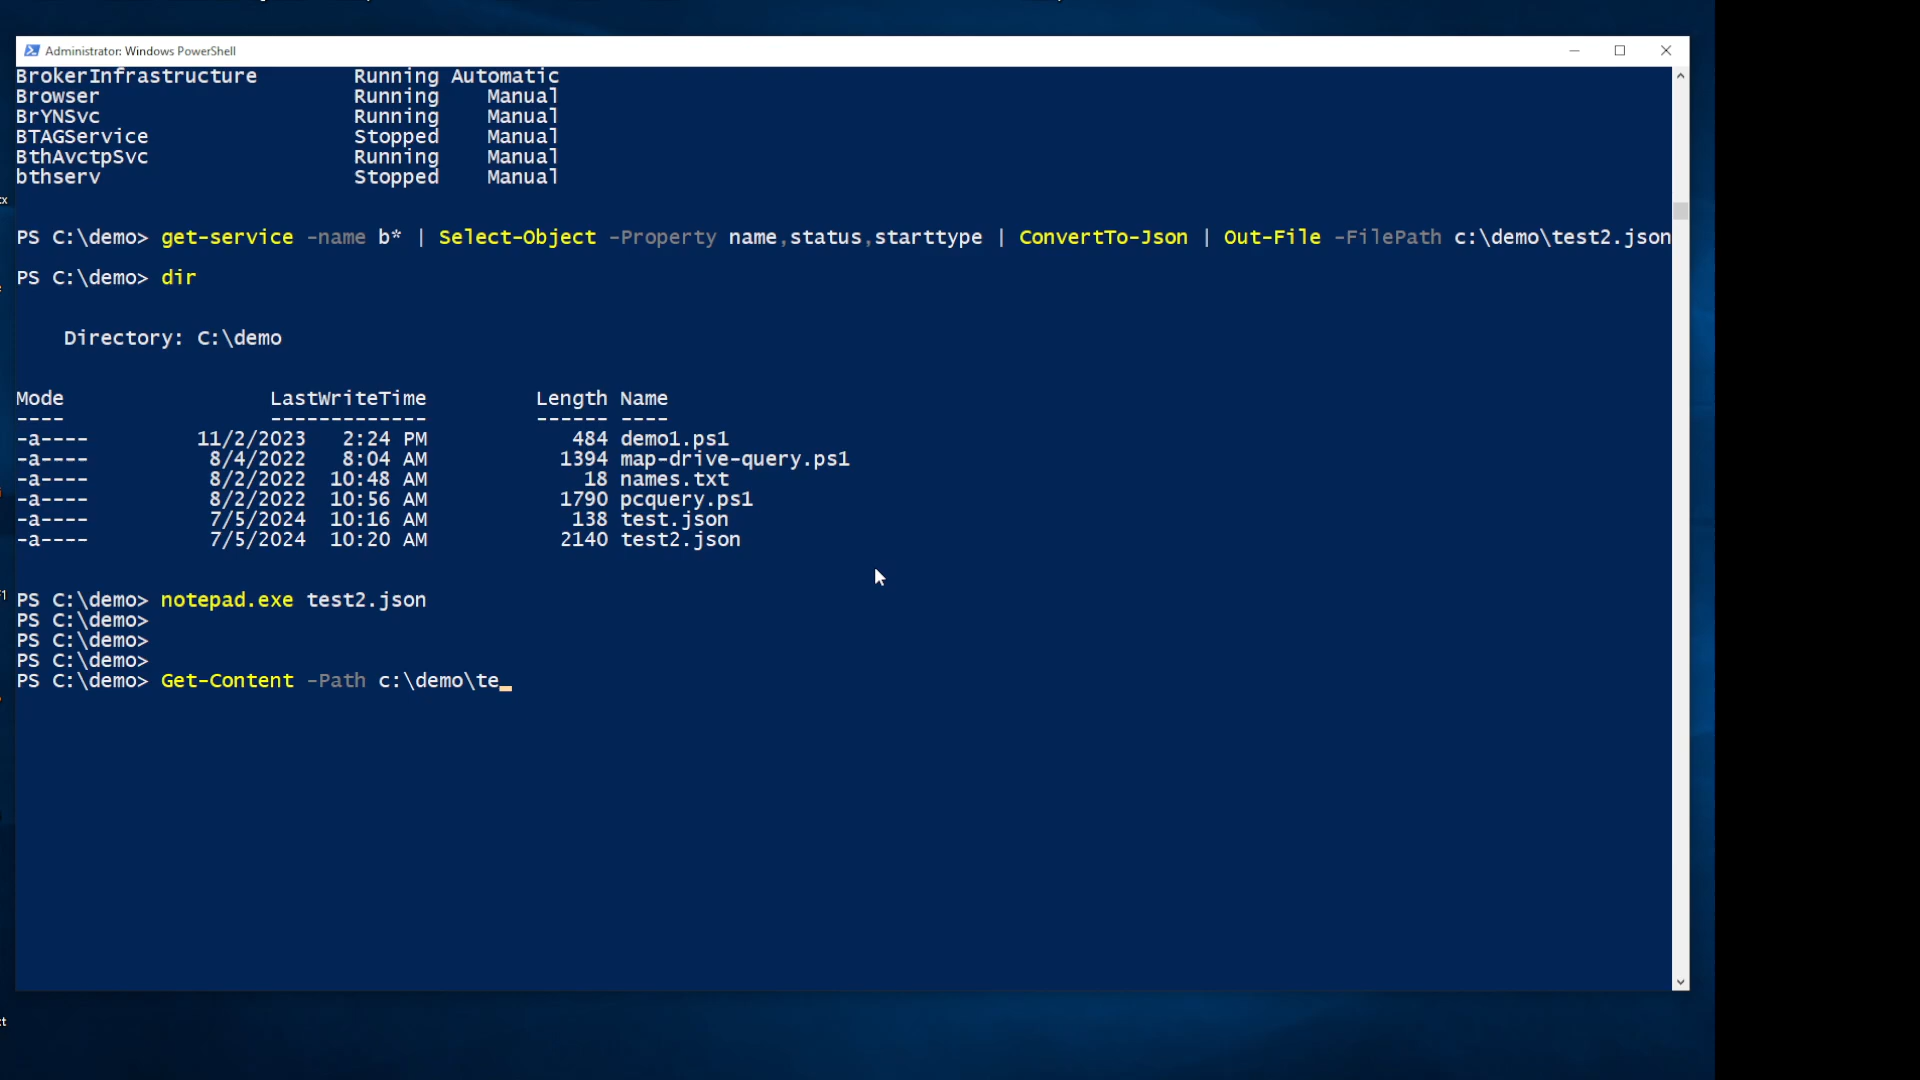 Administrator: Windows PowerShell
BrokerInfrastructure Running Automatic
Browser Running Manual
BrYNSvc Running Manual
BTAGService Stopped Manual
BthAvctpSvc Running Manual
bthserv Stopped Manual
PS C:\demo> get-service -name b* | Select-Object -Property name,status,starttype | ConvertTo-Json | Out-File -FilePath c:\demo\test2.json
PS C:\demo> dir
Directory: C:\demo
Mode LastWriteTime Length Name
---- ------------- ------ ----
-a---- 11/2/2023 2:24 PM 484 demo1.ps1
-a---- 8/4/2022 8:04 AM 1394 map-drive-query.ps1
-a---- 8/2/2022 10:48 AM 18 names.txt
-a---- 8/2/2022 10:56 AM 1790 pcquery.ps1
-a---- 7/5/2024 10:16 AM 138 test.json
-a---- 7/5/2024 10:20 AM 2140 test2.json
PS C:\demo> notepad.exe test2.json
PS C:\demo>
PS C:\demo>
PS C:\demo>
PS C:\demo> Get-Content -Path c:\demo\te_